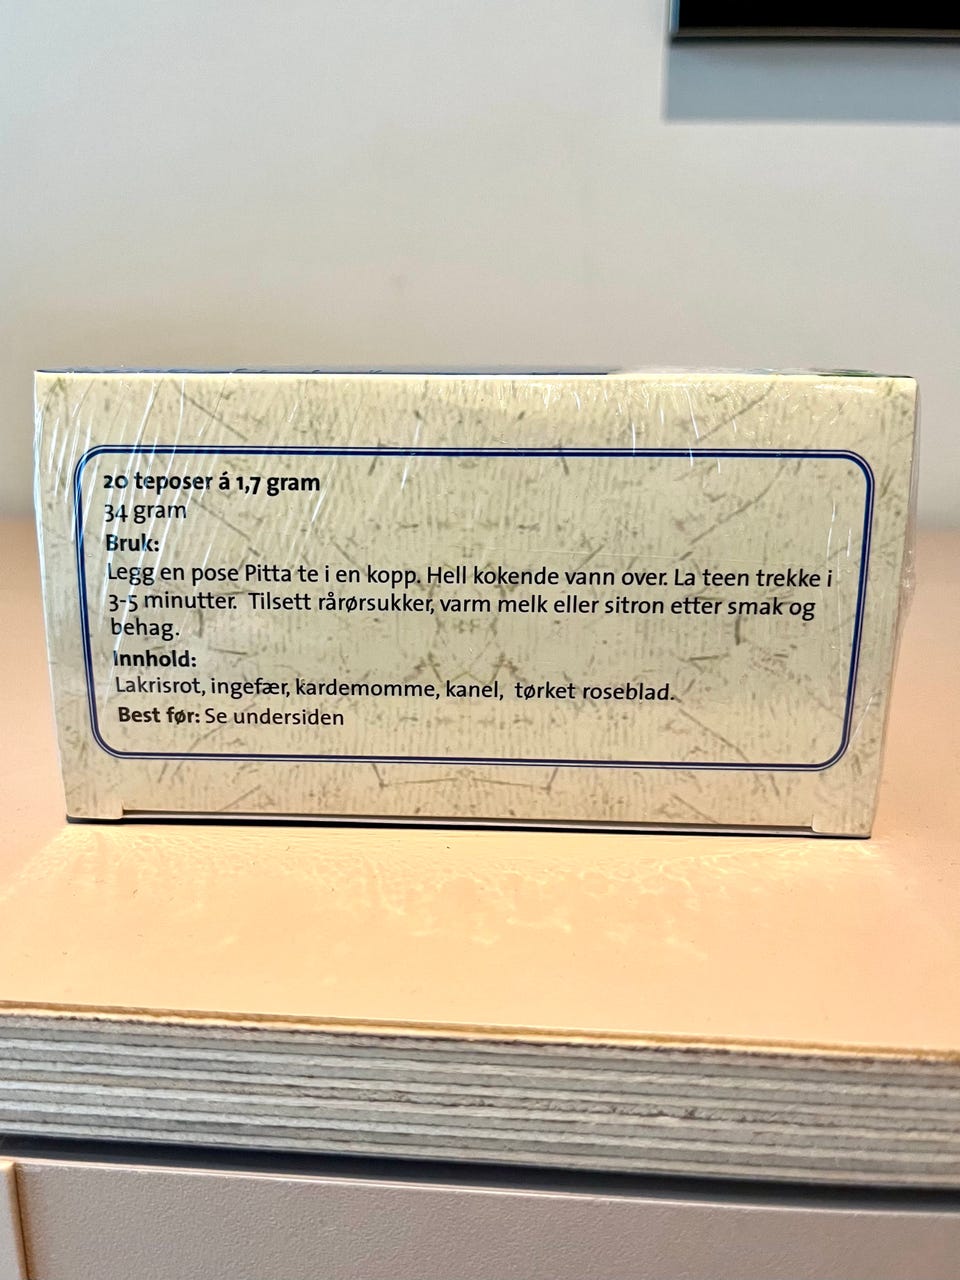 20 teposer á 1,7 gram
34 gram
Bruk:
Legg en pose Pitta te i en kopp. Hell kokende vann over. La teen trekke i
3-5 minutter. Tilsett rårørsukker, varm melk eller sitron etter smak og
behag.
Innhold:
Lakrisrot, ingefær, kardemomme, kanel, tørket roseblad.
Best før: Se undersiden